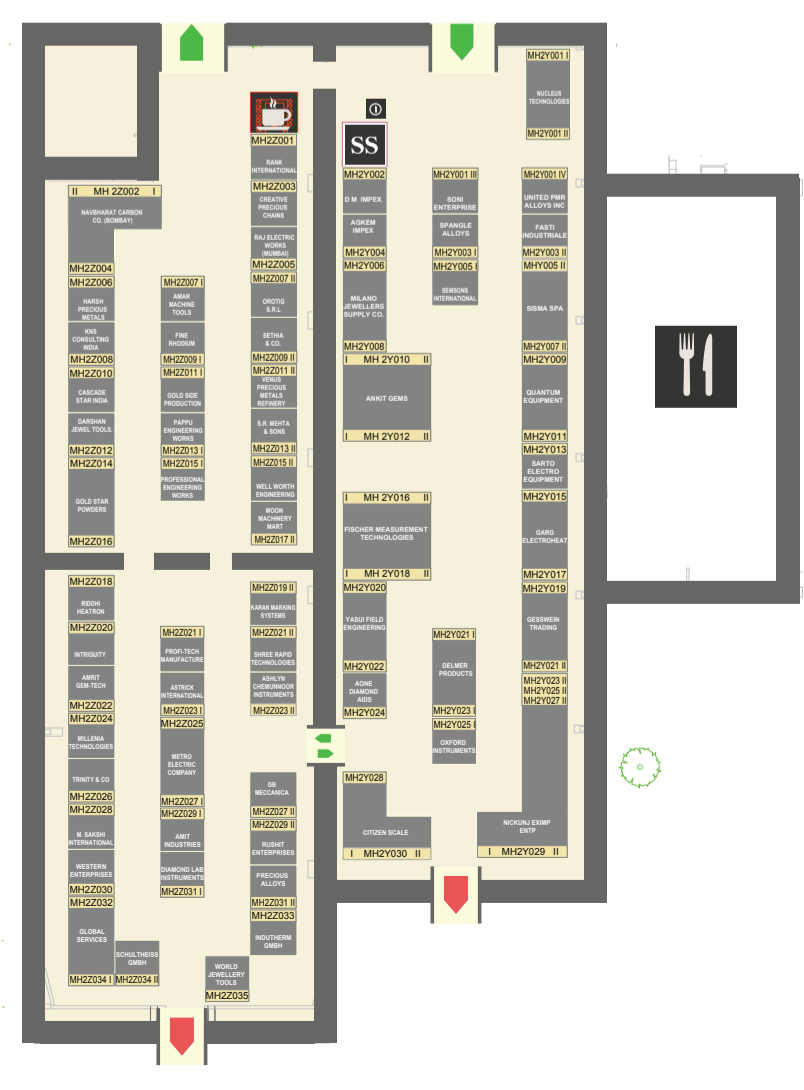 MH2Z001
RANK
INTERNATIONAL
MH2Z003
CREATIVE
PRECIOUS
CHAINS
RAJ ELECTRIC
WORKS
(MUMBAI)
MH2Z005
MH2Z007 II
OROTIG
S.R.L
SETHIA
& CO.
MH2Z009 II
MH2Z011 II
VENUS
PRECIOUS
METALS
REFINERY
S.R. MEHTA
& SONS
MH2Z013 II
MH2Z015 II
WELL WORTH
ENGINEERING
MOON
MACHINERY
MART
MH2Z017 II
II MH 2Z002 I
NAVBHARAT CARBON
CO. (BOMBAY)
MH2Z004
MH2Z006
HARSH
PRECIOUS
METALS
KNS
CONSULTING
INDIA
MH2Z008
MH2Z010
CASCADE
STAR INDIA
DARSHAN
JEWEL TOOLS.
MH2Z012
MH2Z014
GOLD STAR
POWDERS
MH2Z016
MH2Z007 I
AMAR
MACHINE
TOOLS
FINE
RHODIUM
MH2Z009 I
MH2Z011 I
GOLD SIDE
PRODUCTION
PAPPU
ENGINEERING
WORKS
MH2Z013 I
MH2Z015 I
PROFESSIONAL
ENGINEERING
WORKS
MH2Z018
RIDDHI
HEATRON
MH2Z020
INTRIGUITY
AMRIT
GEM-TECH
MH2Z022
MH2Z024
MILLENIA
TECHNOLOGIES
TRINITY & CO
MH2Z026
MH2Z028
M. SAKSHI
INTERNATIONAL
WESTERN
ENTERPRISES
MH2Z030
MH2Z032
GLOBAL
SERVICES
MH2Z034 I
SCHULTHEISS
GMBH
MH2Z034 II
MH2Z021 I
PROFI-TECH
MANUFACTURE
ASTRICK
INTERNATIONAL
MH2Z023 I
MH2Z025
METRO
ELECTRIC
COMPANY
MH2Z027 I
MH2Z029 I
AMIT
INDUSTRIES
DIAMOND LAB
INSTRUMENTS
MH2Z031 I
MH2Z019 II
KARAN MARKING
SYSTEMS
MH2Z021 II
SHREE RAPID
TECHNOLOGIES
ASHLYN
CHEMUNNOOR
INSTRUMENTS
MH2Z023 II
GB
MECCANICA
MH2Z027 II
MH2Z029 II
RUSHIT
ENTERPRISES
PRECIOUS
ALLOYS
MH2Z031 II
MH2Z033
INDUTHERM
GMBH
WORLD
JEWELLERY
TOOLS
MH2Z035
SS
MH2Y002
D M IMPEX
AGKEM
IMPEX
MH2Y004
MH2Y006
MILANO
JEWELLERS
SUPPLY CO.
MH2Y008
I MH 2Y010 II
ANKIT GEMS
I MH 2Y012 II
I MH 2Y016 II
FISCHER MEASUREMENT
TECHNOLOGIES
I MH 2Y018 II
MH2Y020
YASUI FIELD
ENGINEERING
MH2Y022
AONE
DIAMOND
AIDS
MH2Y024
MH2Y028
CITIZEN SCALE
I MH2Y030 II
MH2Y001 III
SONI
ENTERPRISE
SPANGLE
ALLOYS
MH2Y003 I
MH2Y005 I
SEMSONS
INTERNATIONAL
MH2Y021 I
DELMER
PRODUCTS
MH2Y023 I
MH2Y025 I
OXFORD
INSTRUMENTS
MH2Y001 I
NUCLEUS
TECHNOLOGIES
MH2Y001 II
MH2Y001 IV
UNITED PMR
ALLOYS INC
FASTI
INDUSTRIALE
MH2Y003 II
MHY005 II
SISMA SPA
MH2Y007 II
MH2Y009
QUANTUM
EQUIPMENT
MH2Y011
MH2Y013
SARTO
ELECTRO
EQUIPMENT
MH2Y015
GARG
ELECTROHEAT
MH2Y017
MH2Y019
GESSWEIN
TRADING
MH2Y021 II
MH2Y023 II
MH2Y025 II
MH2Y027 II
NICKUNJ EXIMP
ENTP
I MH2Y029 II